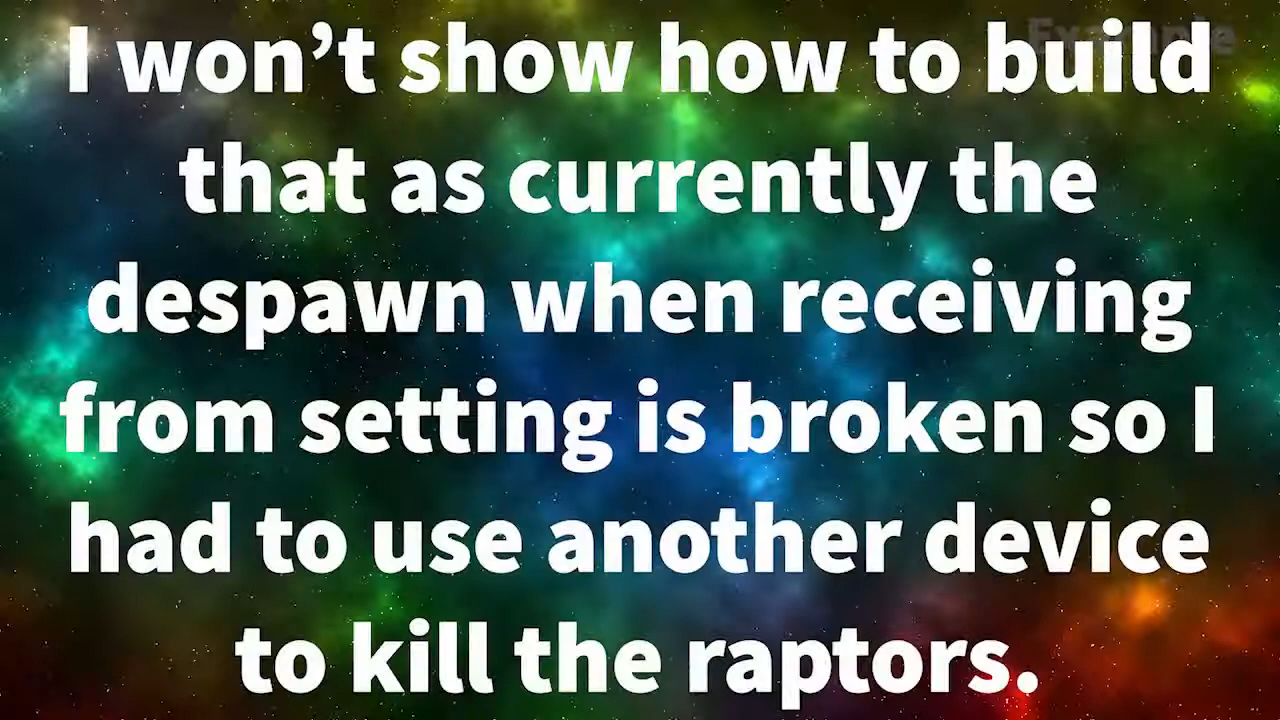 Example
I won’t show how to build
that as currently the
despawn when receiving
from setting is broken so I
had to use another device
to kill the raptors.